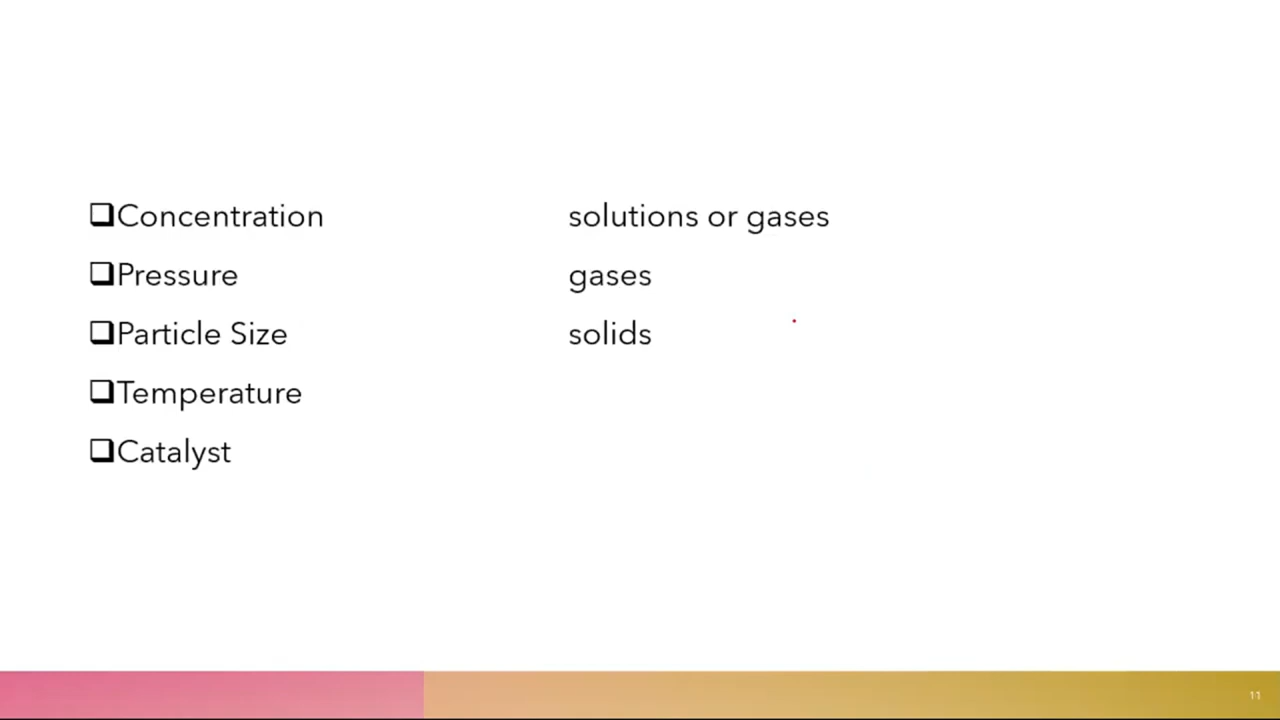 ❑Concentration solutions or gases
❑Pressure gases
❑Particle Size solids
❑Temperature
❑Catalyst
11